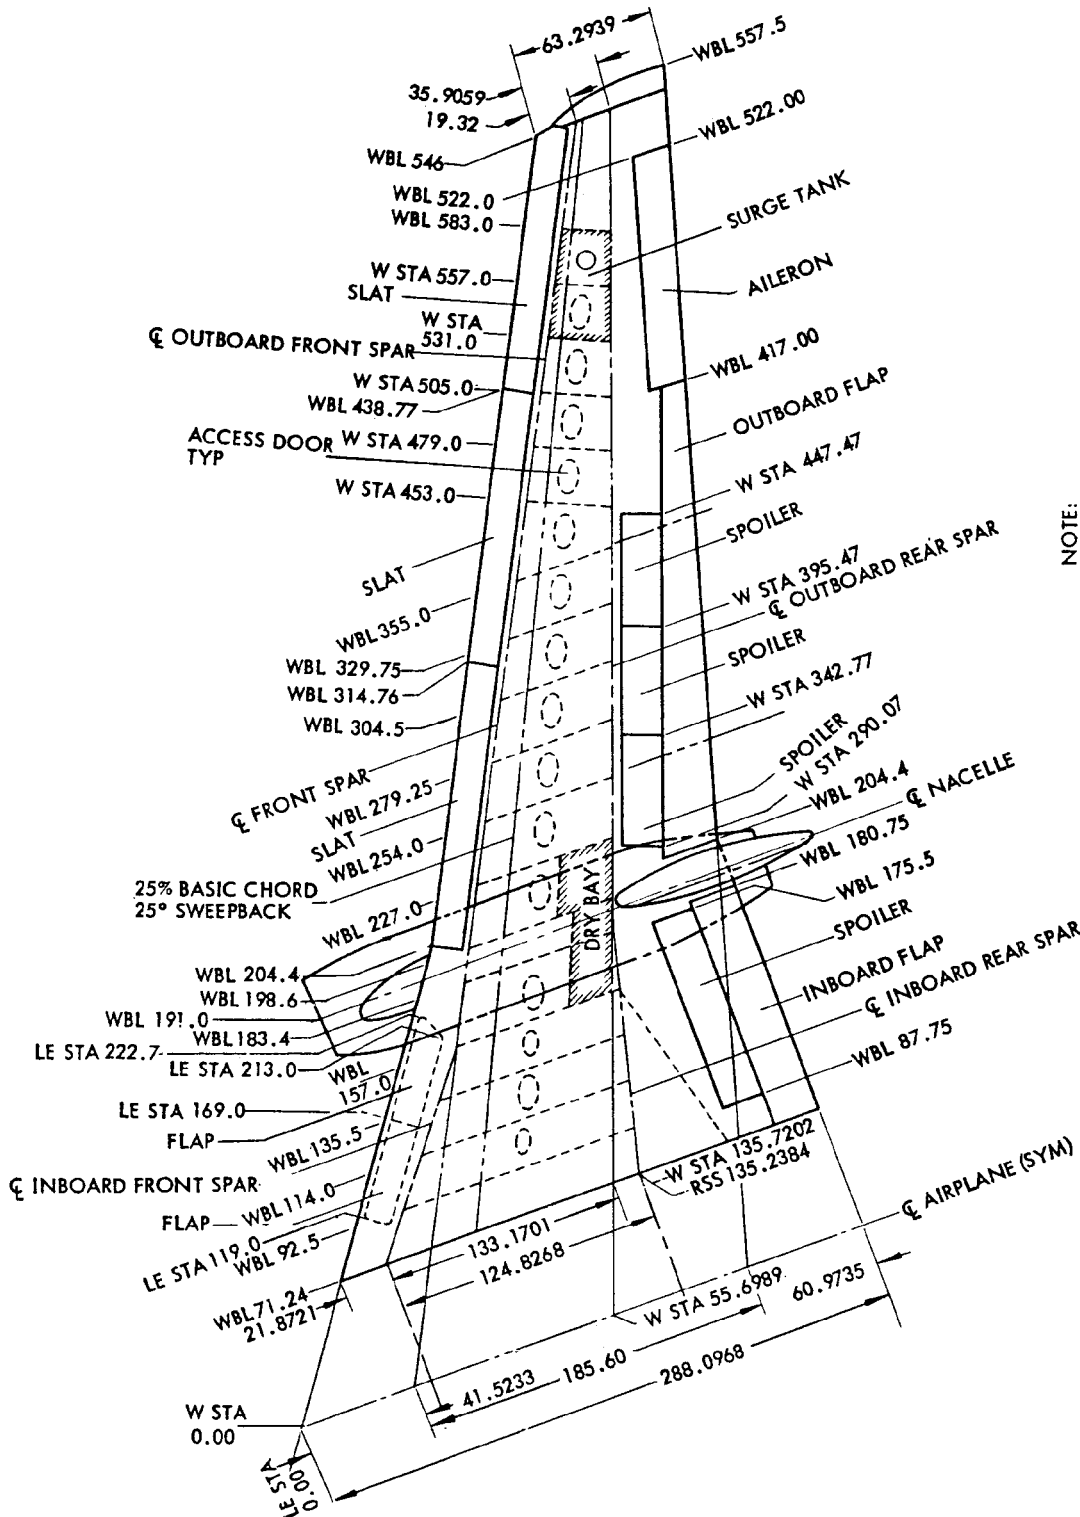 63.2939
WBL 557.5
35.9059
19.32
WBL 522.00
WBL 546
WBL 522.0
WBL 583.0
SURGE TANK
W STA 557.0
SLAT
AILERON
W STA
531.0
℄ OUTBOARD FRONT SPAR
WBL 417.00
W STA 505.0
WBL 438.77
OUTBOARD FLAP
ACCESS DOOR
TYP
W STA 479.0
W STA 447.47
W STA 453.0
SPOILER
NOTE:
SLAT
W STA 395.47
℄ OUTBOARD REAR SPAR
WBL 355.0
SPOILER
WBL 329.75
WBL 314.76
W STA 342.77
WBL 304.5
SPOILER
W STA 290.07
℄ FRONT SPAR
WBL 279.25
WBL 204.4
℄ NACELLE
SLAT
WBL 254.0
WBL 180.75
25% BASIC CHORD
25° SWEEPBACK
WBL 175.5
DRY BAY
WBL 227.0
SPOILER
WBL 204.4
WBL 198.6
INBOARD FLAP
℄ INBOARD REAR SPAR
WBL 191.0
WBL 183.4
LE STA 222.7
LE STA 213.0
WBL 87.75
WBL
157.0
LE STA 169.0
FLAP
WBL 135.5
W STA 135.7202
RSS 135.2384
℄ INBOARD FRONT SPAR
WBL 114.0
℄ AIRPLANE (SYM)
FLAP
LE STA 119.0
WBL 92.5
133.1701
124.8268
WBL 71.24
21.8721
W STA 55.6989
60.9735
41.5233
185.60
288.0968
W STA
0.00
LE STA
0.00